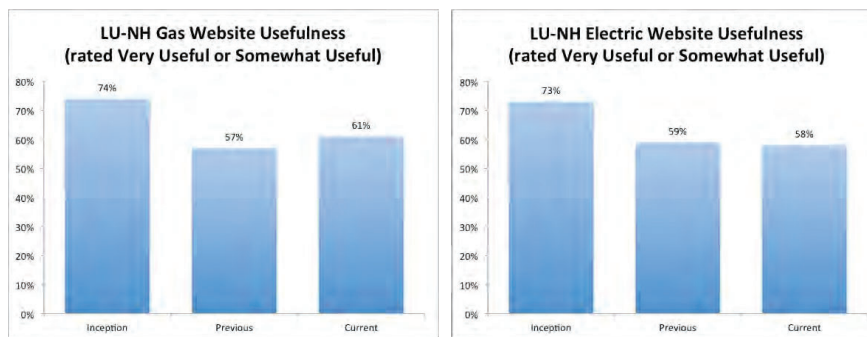 LU-NH Gas Website Usefulness
(rated Very Useful or Somewhat Useful)
80%
70%
60%
50%
40%
30%
20%
10%
0%
74%
57%
61%
Inception
Previous
Current
LU-NH Electric Website Usefulness
(rated Very Useful or Somewhat Useful)
80%
70%
60%
50%
40%
30%
20%
10%
0%
73%
59%
58%
Inception
Previous
Current